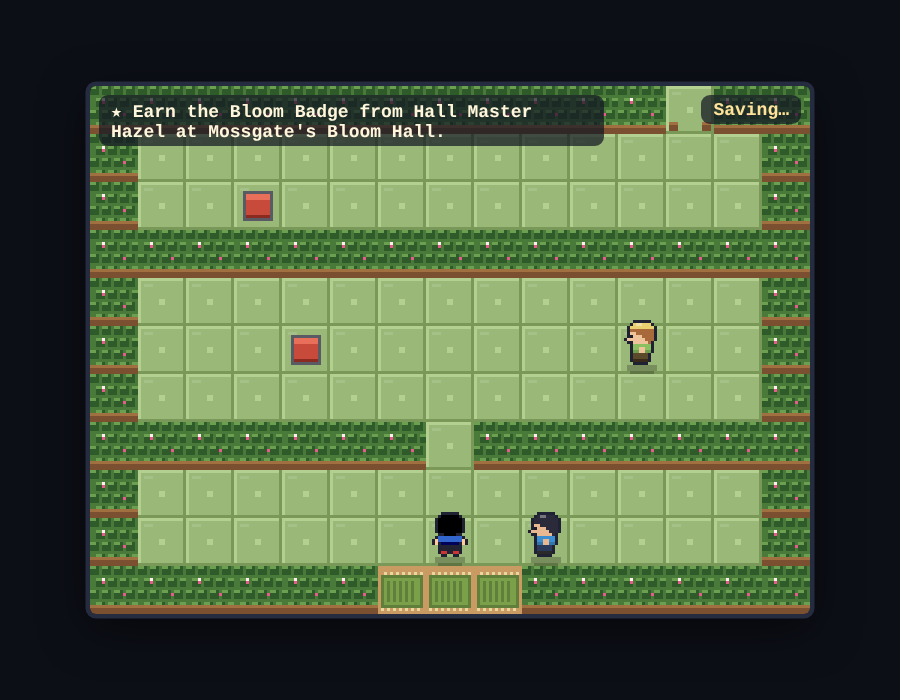 ★ Earn the Bloom Badge from Hall Master
Hazel at Mossgate's Bloom Hall.
Saving…